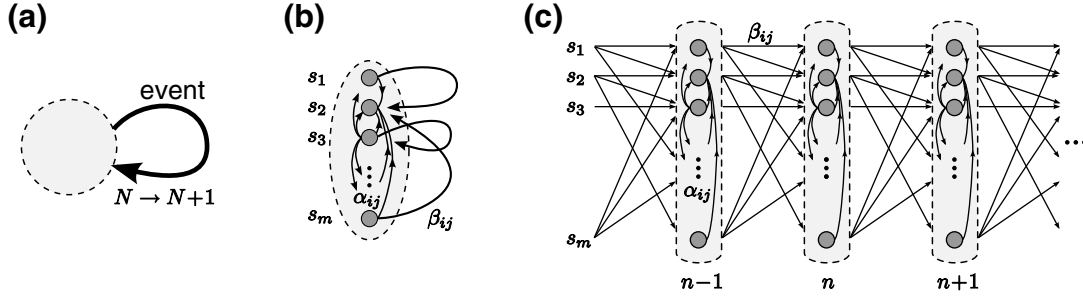 (a)
event
N → N+1
(b)
s₁
s₂
s₃
⋮
αᵢⱼ
sₘ
βᵢⱼ
(c)
βᵢⱼ
s₁
s₂
s₃
⋮ ⋮ ⋮ ...
αᵢⱼ
sₘ
n−1 n n+1